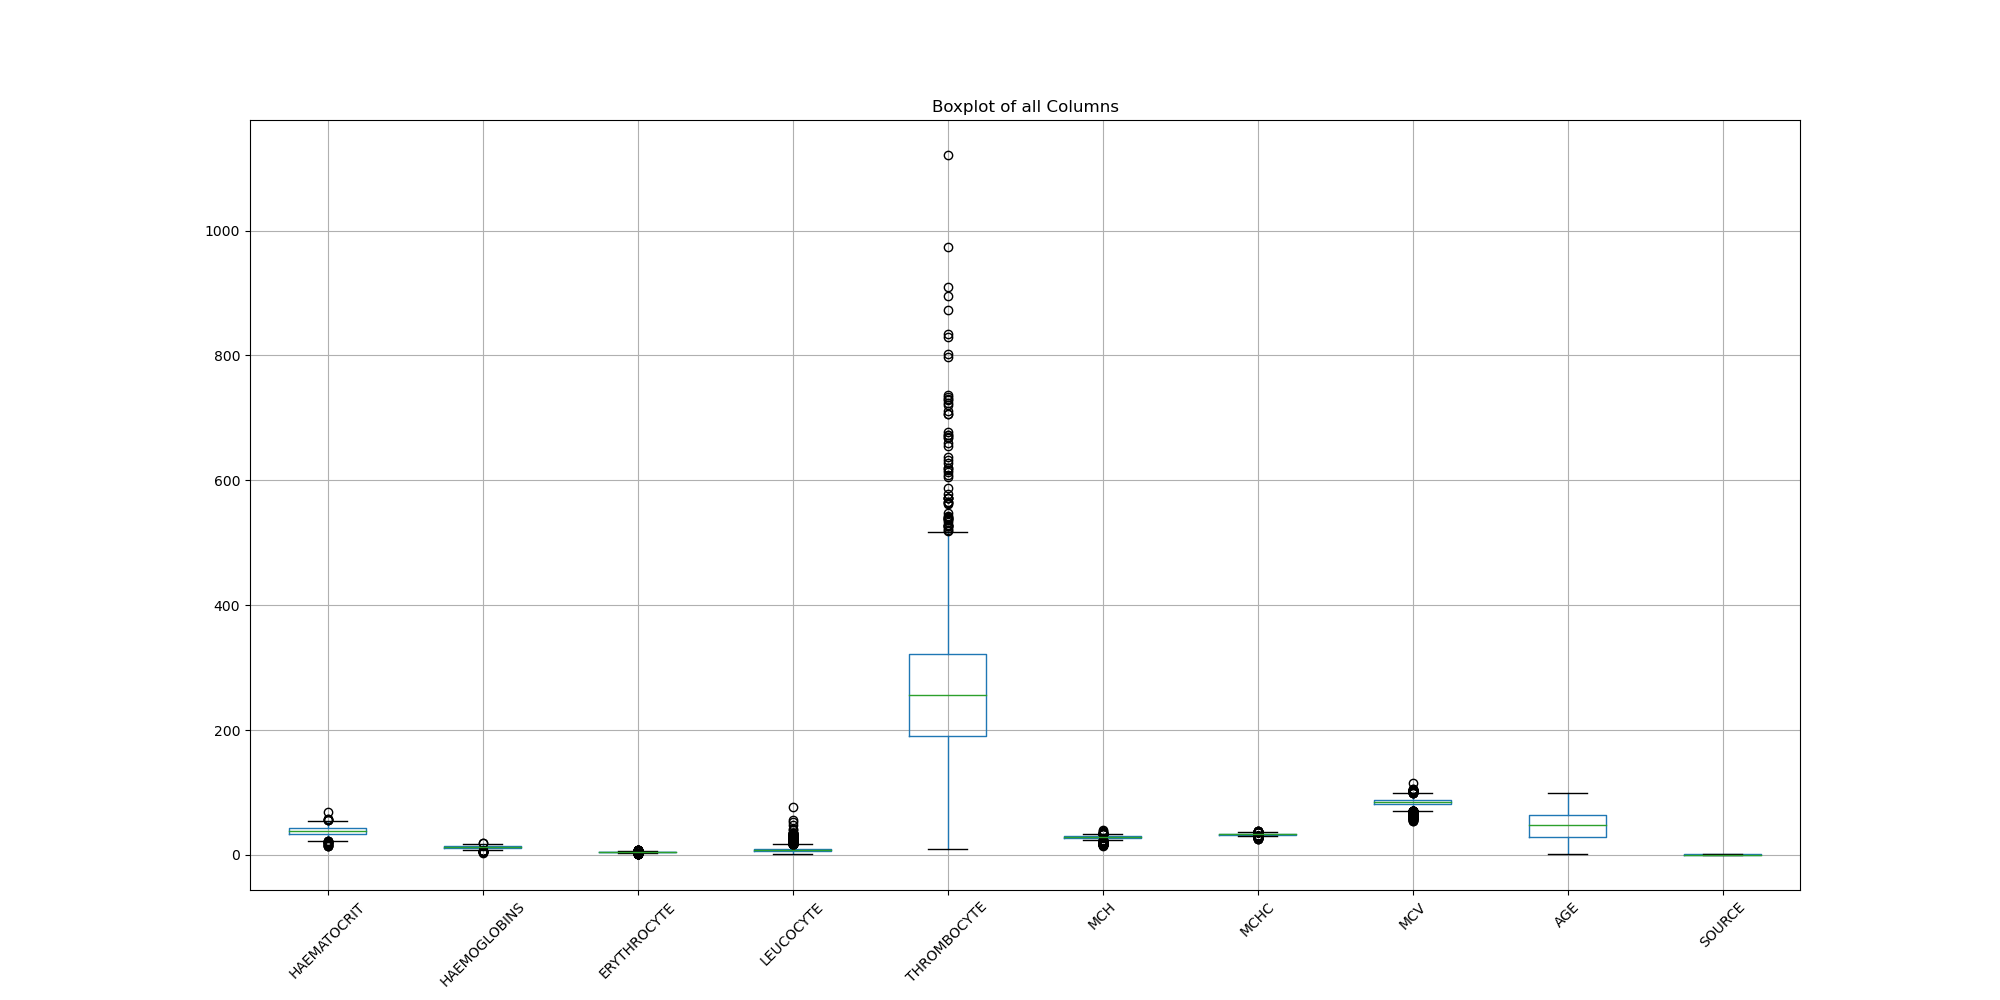 Boxplot of all Columns
1000
800
600
400
200
0
HAEMATOCRIT
HAEMOGLOBINS
ERYTHROCYTE
LEUCOCYTE
THROMBOCYTE
MCH
MCHC
MCV
AGE
SOURCE